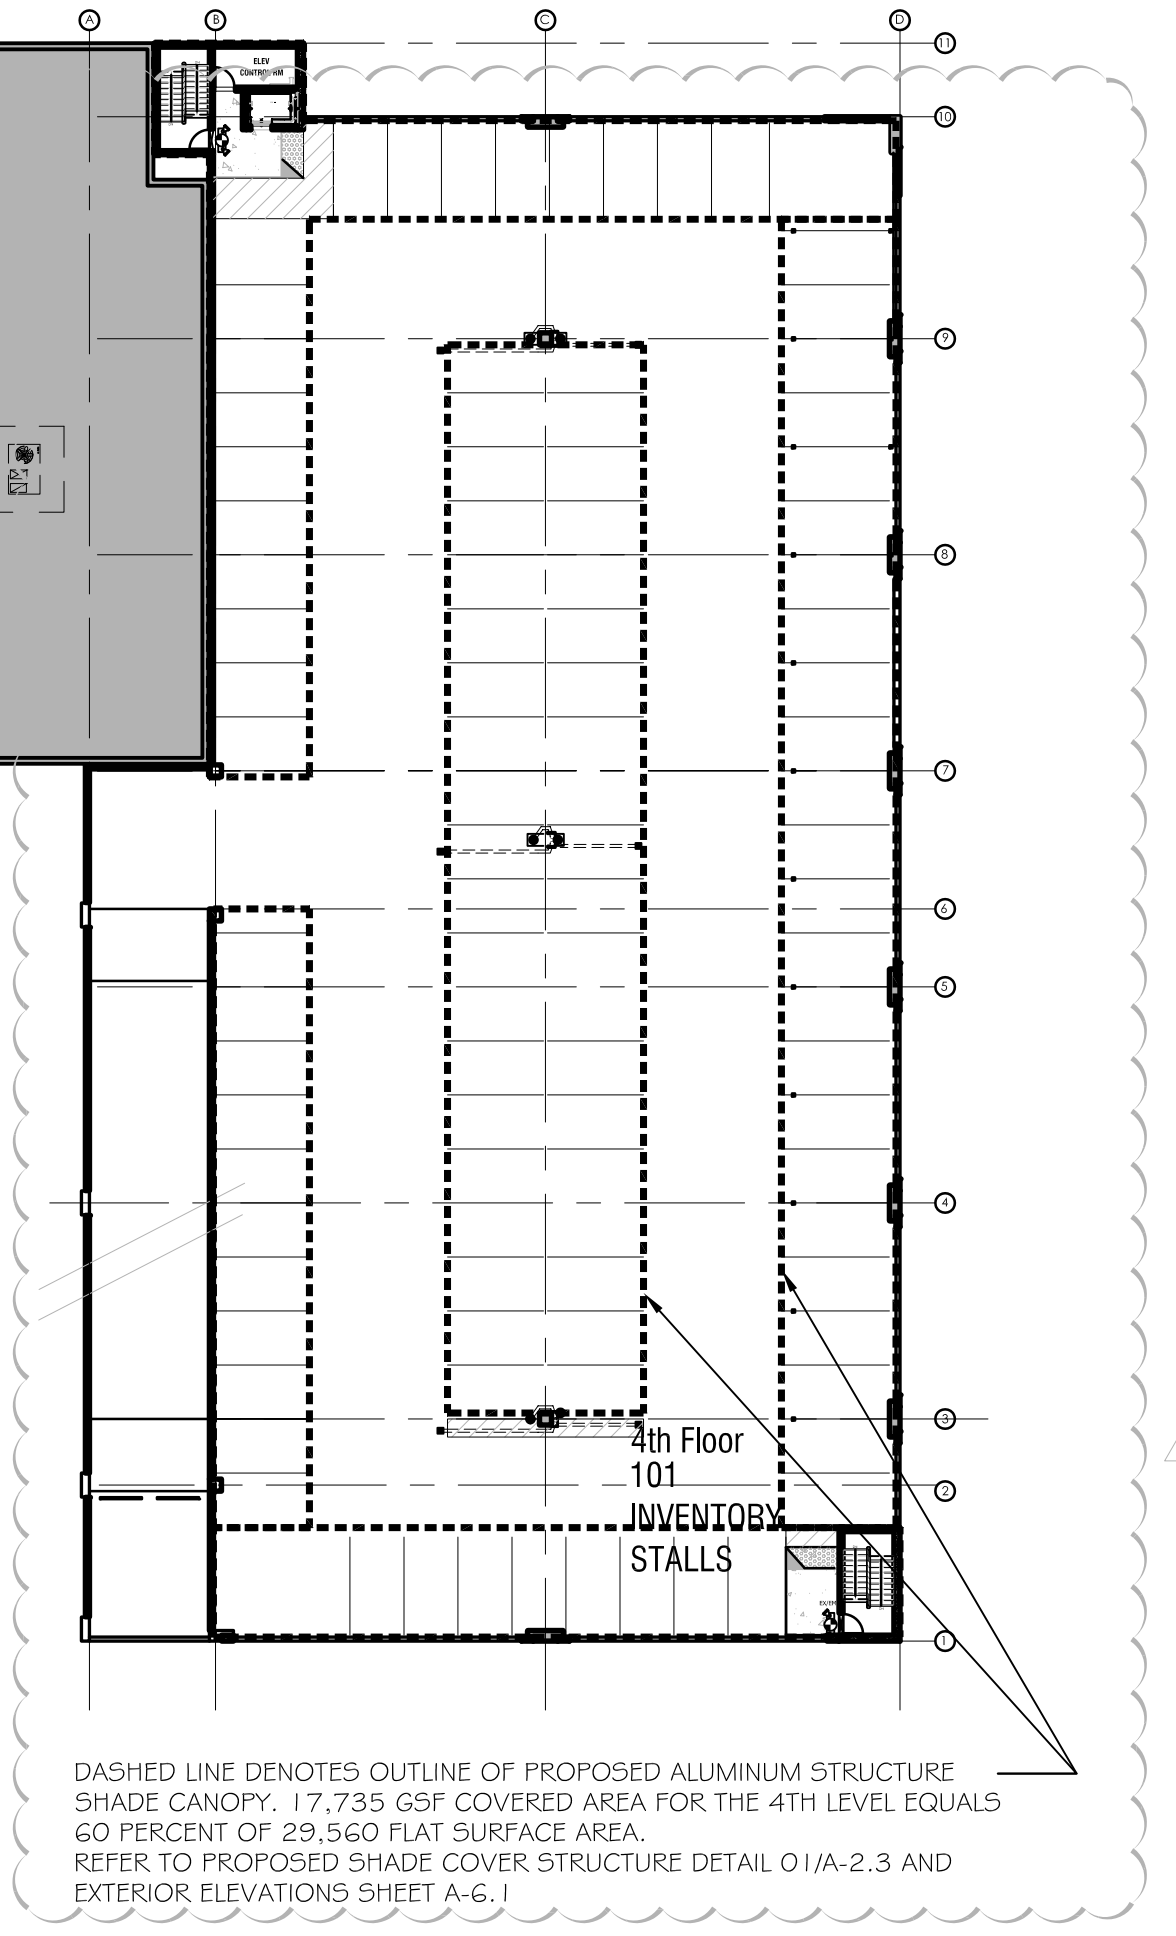 A
B
C
D
11
ELEV
CONTROL RM
10
9
8
7
6
5
4
3
4th Floor
101
2
INVENTORY
STALLS
1
DASHED LINE DENOTES OUTLINE OF PROPOSED ALUMINUM STRUCTURE
SHADE CANOPY. 17,735 GSF COVERED AREA FOR THE 4TH LEVEL EQUALS
60 PERCENT OF 29,560 FLAT SURFACE AREA.
REFER TO PROPOSED SHADE COVER STRUCTURE DETAIL 01/A-2.3 AND
EXTERIOR ELEVATIONS SHEET A-6.1